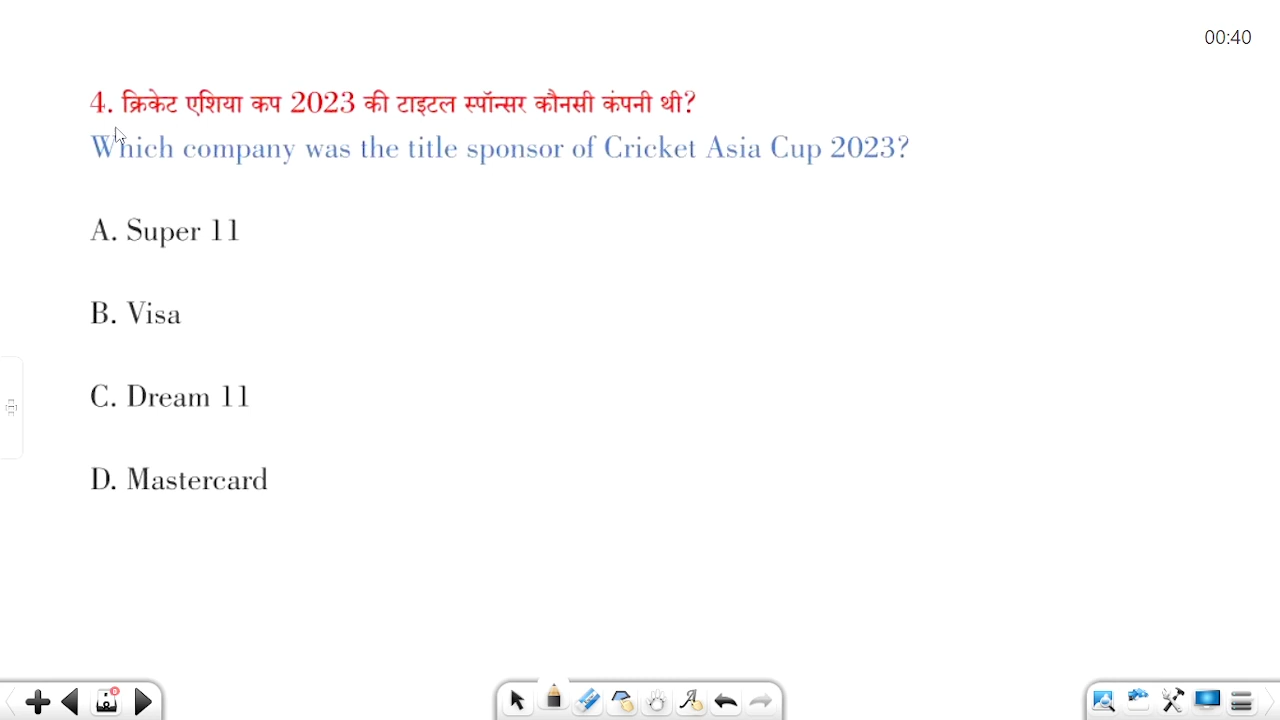 00:40
4. क्रिकेट एशिया कप 2023 की टाइटल स्पॉन्सर कौनसी कंपनी थी?
Which company was the title sponsor of Cricket Asia Cup 2023?
A. Super 11
B. Visa
C. Dream 11
D. Mastercard